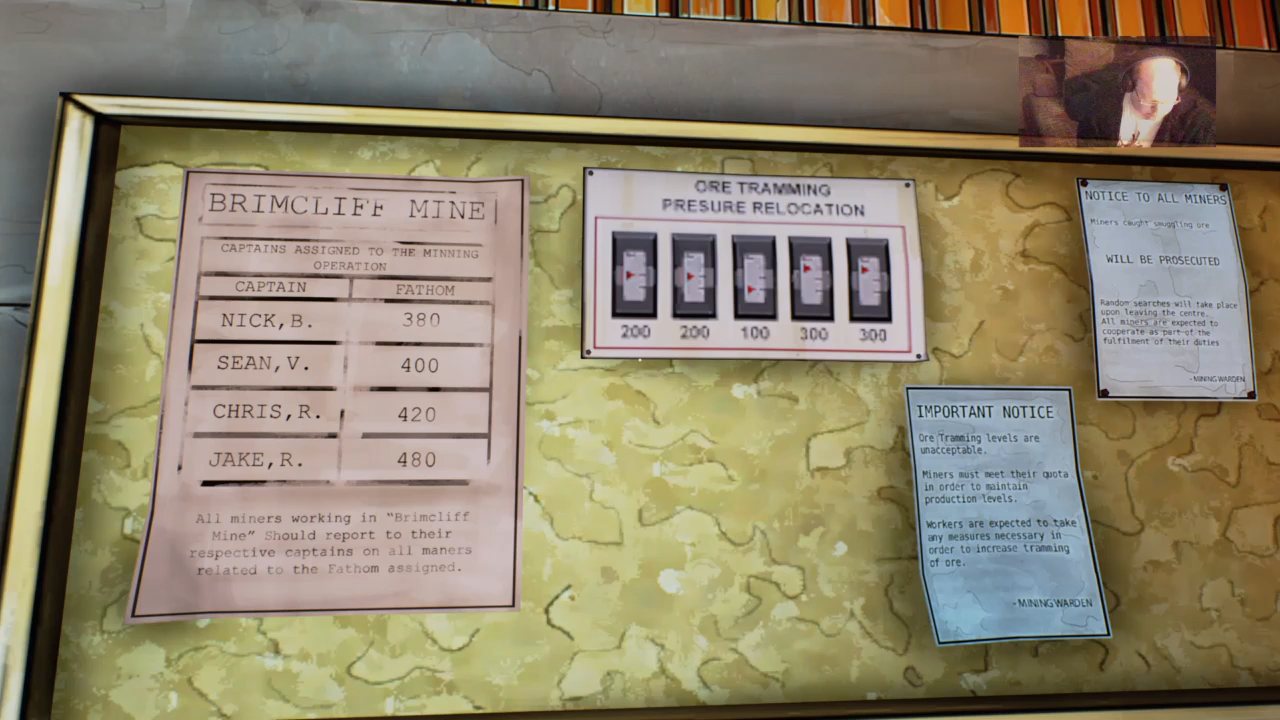 BRIMCLIFF MINE
CAPTAINS ASSIGNED TO THE MINNING
OPERATION
CAPTAIN FATHOM
NICK,B. 380
SEAN,V. 400
CHRIS,R. 420
JAKE,R. 480
All miners working in "Brimcliff
Mine" Should report to their
respective captains on all maners
related to the Fathom assigned.
ORE TRAMMING
PRESURE RELOCATION
200 200 100 300 300
NOTICE TO ALL MINERS
Miners caught smuggling ore
WILL BE PROSECUTED
Random searches will take place
upon leaving the centre.
All miners are expected to
cooperate as part of the
fulfilment of their duties
- MINING WARDEN
IMPORTANT NOTICE
Ore Tramming levels are
unacceptable.
Miners must meet their quota
in order to maintain
production levels.
Workers are expected to take
any measures necessary in
order to increase tramming
of ore.
- MINING WARDEN